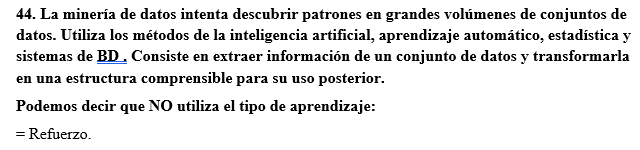 44. La minería de datos intenta descubrir patrones en grandes volúmenes de conjuntos de
datos. Utiliza los métodos de la inteligencia artificial, aprendizaje automático, estadística y
sistemas de BD . Consiste en extraer información de un conjunto de datos y transformarla
en una estructura comprensible para su uso posterior.
Podemos decir que NO utiliza el tipo de aprendizaje:
= Refuerzo.